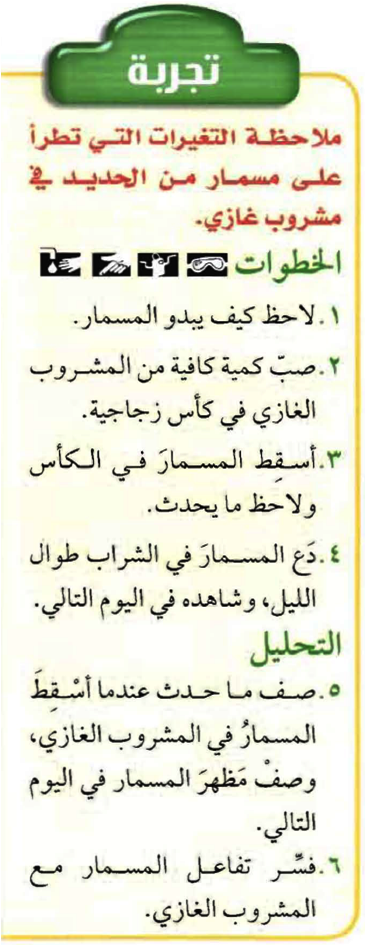 تجربة
ملاحظة التغيرات التي تطرأ
على مسمار من الحديد في
مشروب غازي.
الخطوات
١. لاحظ كيف يبدو المسمار.
٢. صبّ كمية كافية من المشروب
الغازي في كأس زجاجية.
٣. أسقِط المسمارَ في الكأس
ولاحظ ما يحدث.
٤. دَع المسمارَ في الشراب طوال
الليل، وشاهده في اليوم التالي.
التحليل
٥. صف ما حدث عندما أسْقِطَ
المسمارُ في المشروب الغازي،
وصفْ مَظهرَ المسمار في اليوم
التالي.
٦. فسِّر تفاعل المسمار مع
المشروب الغازي.